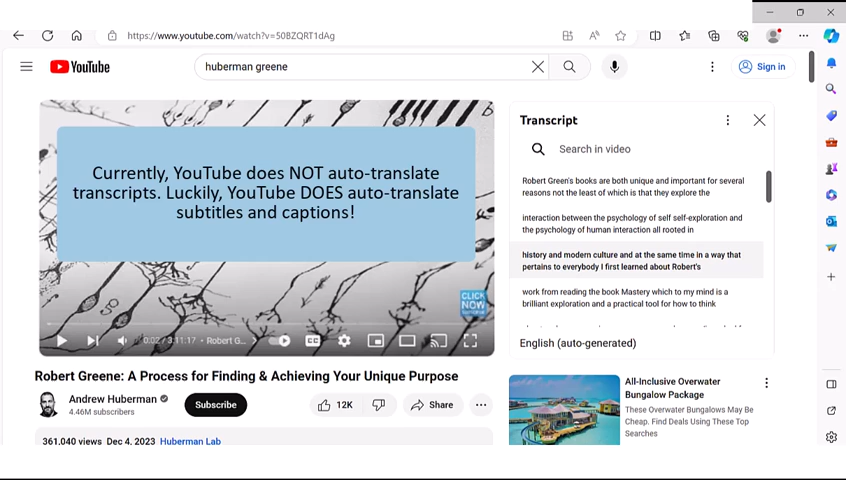 https://www.youtube.com/watch?v=50BZQRT1dAg
YouTube
huberman greene
Sign in
Currently, YouTube does NOT auto-translate
transcripts. Luckily, YouTube DOES auto-translate
subtitles and captions!
CLICK
NOW
0:02 / 3:11:17 • Robert G...
CC
Transcript
Search in video
Robert Green's books are both unique and important for several
reasons not the least of which is that they explore the
interaction between the psychology of self self-exploration and
the psychology of human interaction all rooted in
history and modern culture and at the same time in a way that
pertains to everybody I first learned about Robert's
work from reading the book Mastery which to my mind is a
brilliant exploration and a practical tool for how to think
English (auto-generated)
Robert Greene: A Process for Finding & Achieving Your Unique Purpose
Andrew Huberman
4.46M subscribers
Subscribe
12K
Share
361,040 views Dec 4, 2023 Huberman Lab
All-Inclusive Overwater
Bungalow Package
These Overwater Bungalows May Be
Cheap. Find Deals Using These Top
Searches